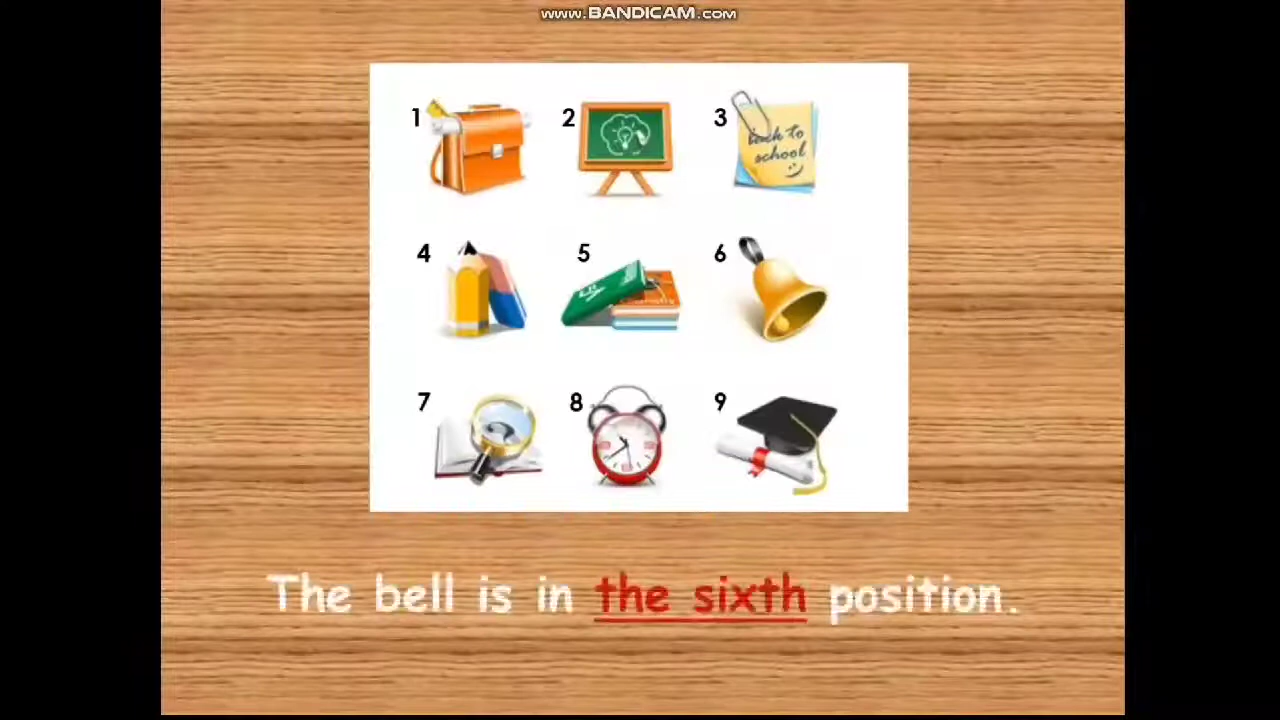 www.BANDICAM.com
1
2
3
back to
school
4
5
6
7
8
9
The bell is in the sixth position.